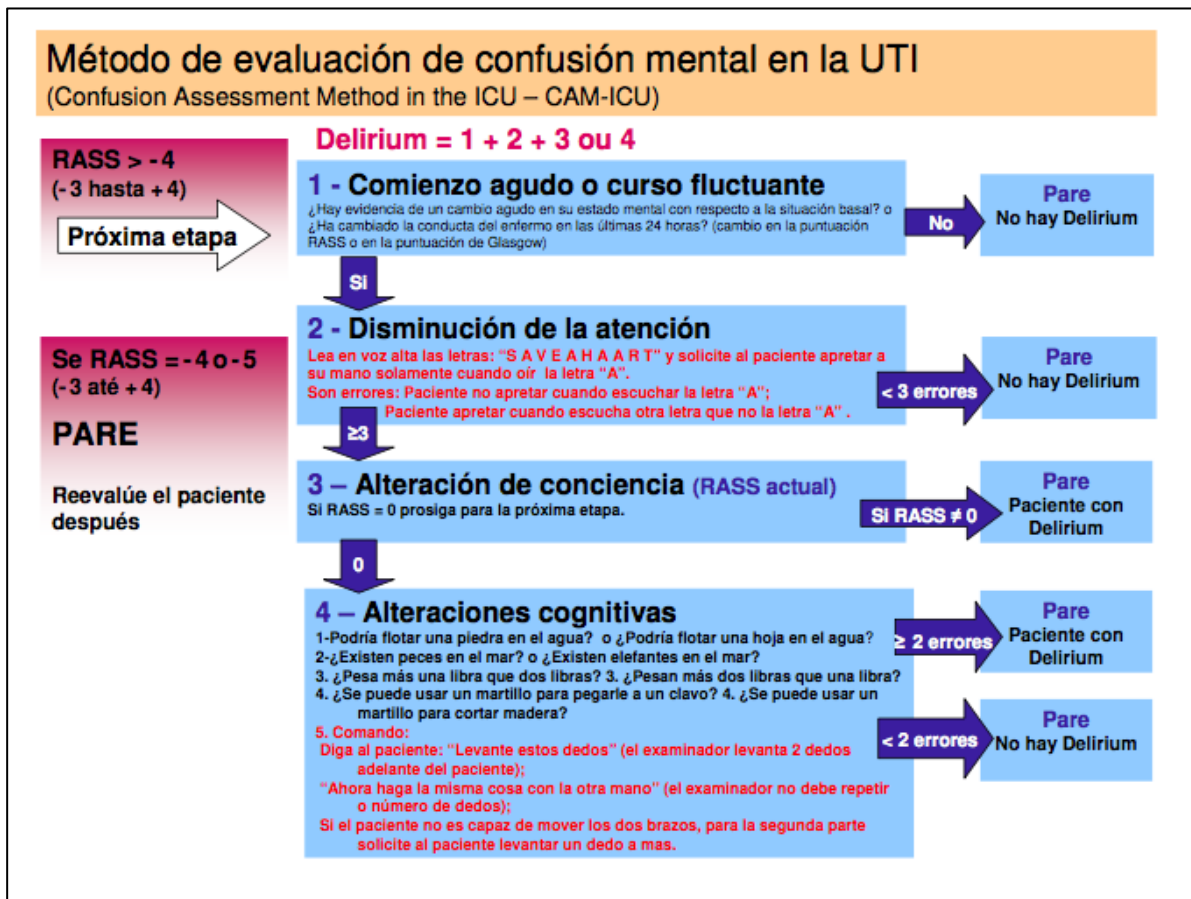 Método de evaluación de confusión mental en la UTI
(Confusion Assessment Method in the ICU – CAM-ICU)
Delirium = 1 + 2 + 3 ou 4
RASS > - 4
(- 3 hasta + 4)
Próxima etapa
1 - Comienzo agudo o curso fluctuante
¿Hay evidencia de un cambio agudo en su estado mental con respecto a la situación basal? o
¿Ha cambiado la conducta del enfermo en las últimas 24 horas? (cambio en la puntuación
RASS o en la puntuación de Glasgow)
No
Pare
No hay Delirium
Si
Se RASS = - 4 o - 5
(- 3 até + 4)
PARE
Reevalúe el paciente
después
2 - Disminución de la atención
Lea en voz alta las letras: “S A V E A H A A R T” y solicite al paciente apretar a
su mano solamente cuando oír la letra “A”.
Son errores: Paciente no apretar cuando escuchar la letra “A”;
Paciente apretar cuando escucha otra letra que no la letra “A” .
< 3 errores
Pare
No hay Delirium
≥3
3 – Alteración de conciencia (RASS actual)
Si RASS = 0 prosiga para la próxima etapa.
Si RASS ≠ 0
Pare
Paciente con
Delirium
0
4 – Alteraciones cognitivas
1-Podría flotar una piedra en el agua? o ¿Podría flotar una hoja en el agua?
2-¿Existen peces en el mar? o ¿Existen elefantes en el mar?
3. ¿Pesa más una libra que dos libras? 3. ¿Pesan más dos libras que una libra?
4. ¿Se puede usar un martillo para pegarle a un clavo? 4. ¿Se puede usar un
martillo para cortar madera?
5. Comando:
Diga al paciente: “Levante estos dedos” (el examinador levanta 2 dedos
adelante del paciente);
“Ahora haga la misma cosa con la otra mano” (el examinador no debe repetir
o número de dedos);
Si el paciente no es capaz de mover los dos brazos, para la segunda parte
solicite al paciente levantar un dedo a mas.
≥ 2 errores
Pare
Paciente con
Delirium
< 2 errores
Pare
No hay Delirium